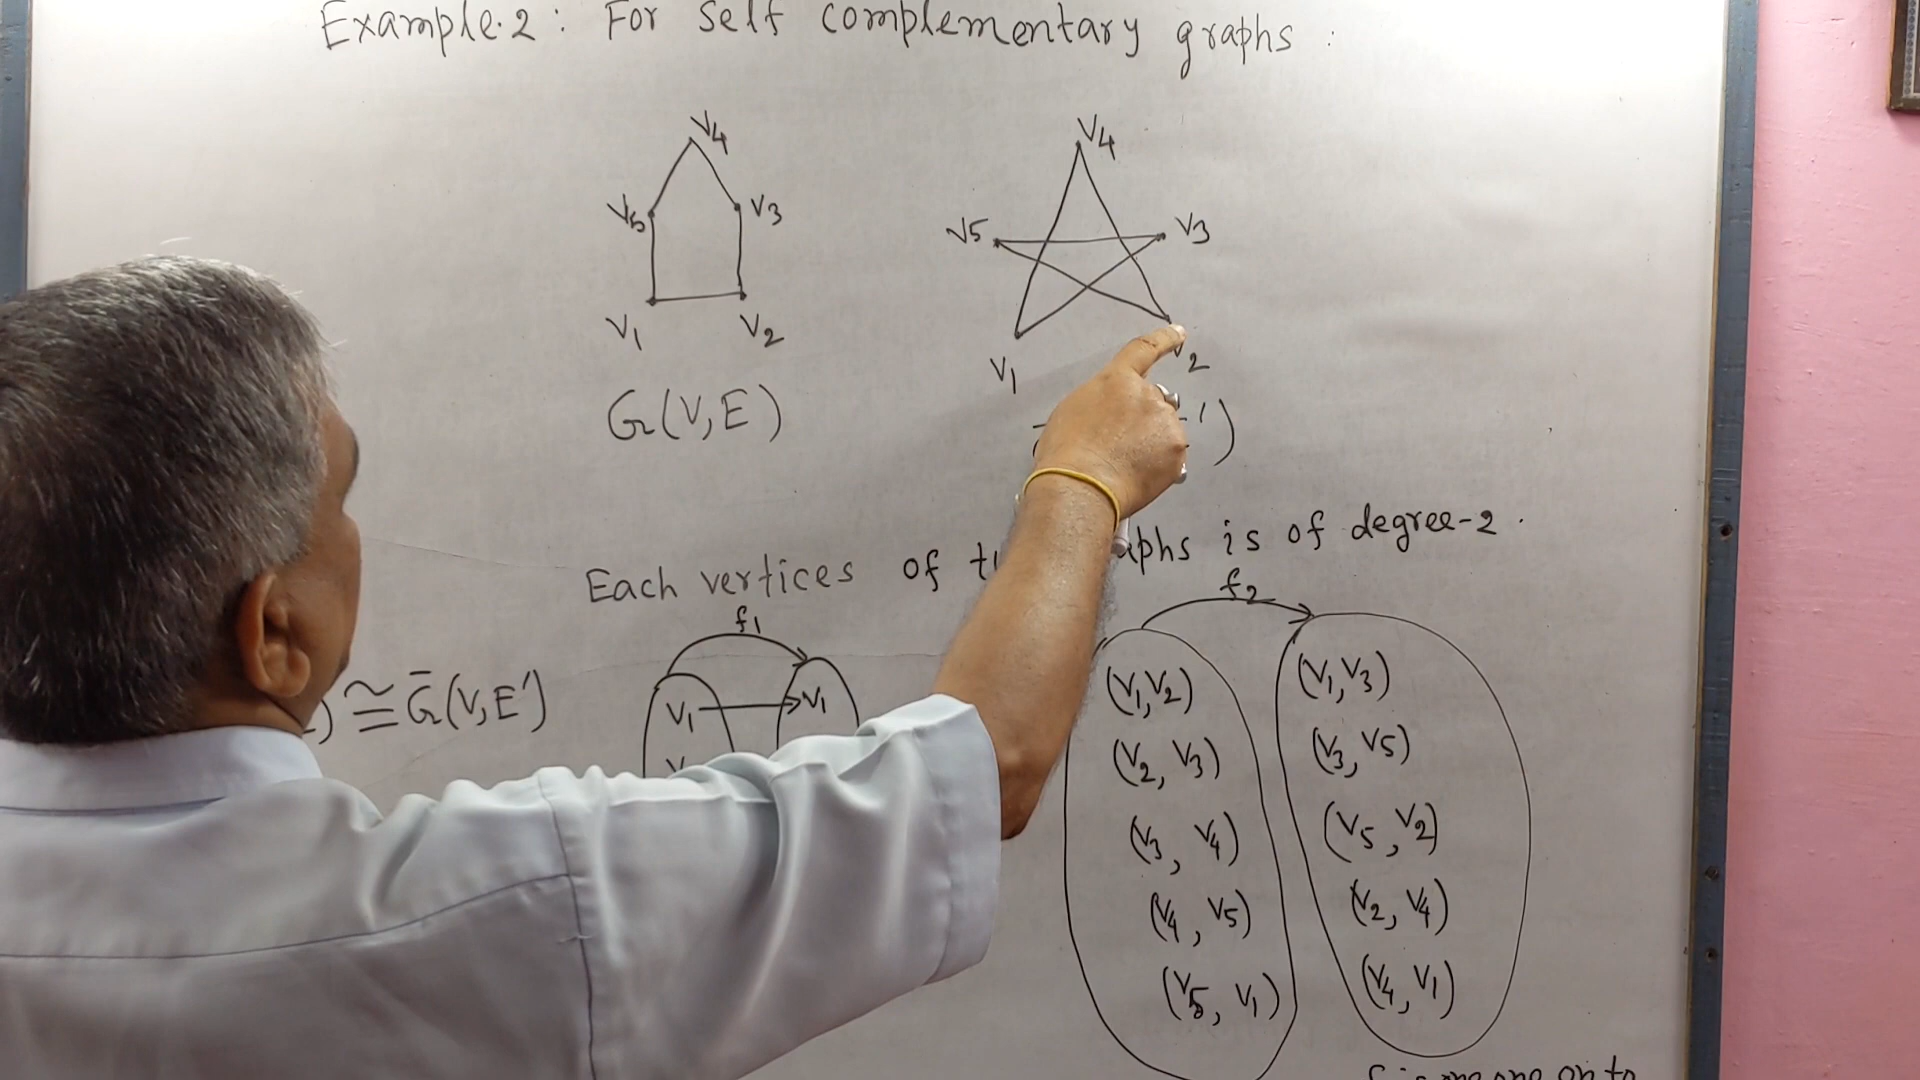 Example.2 : For self complementary graphs :
V4
V5
V3
V1
V2
G(V,E)
V4
V5
V3
V1
V2
')
Each vertices of graphs is of degree-2 .
f1
V1
V1
) ≅ Ḡ(V,E')
f2
(V1,V2)
(V2, V3)
(V3, V4)
(V4, V5)
(V5, V1)
(V1,V3)
(V3, V5)
(V5, V2)
(V2, V4)
(V4, V1)
one onto